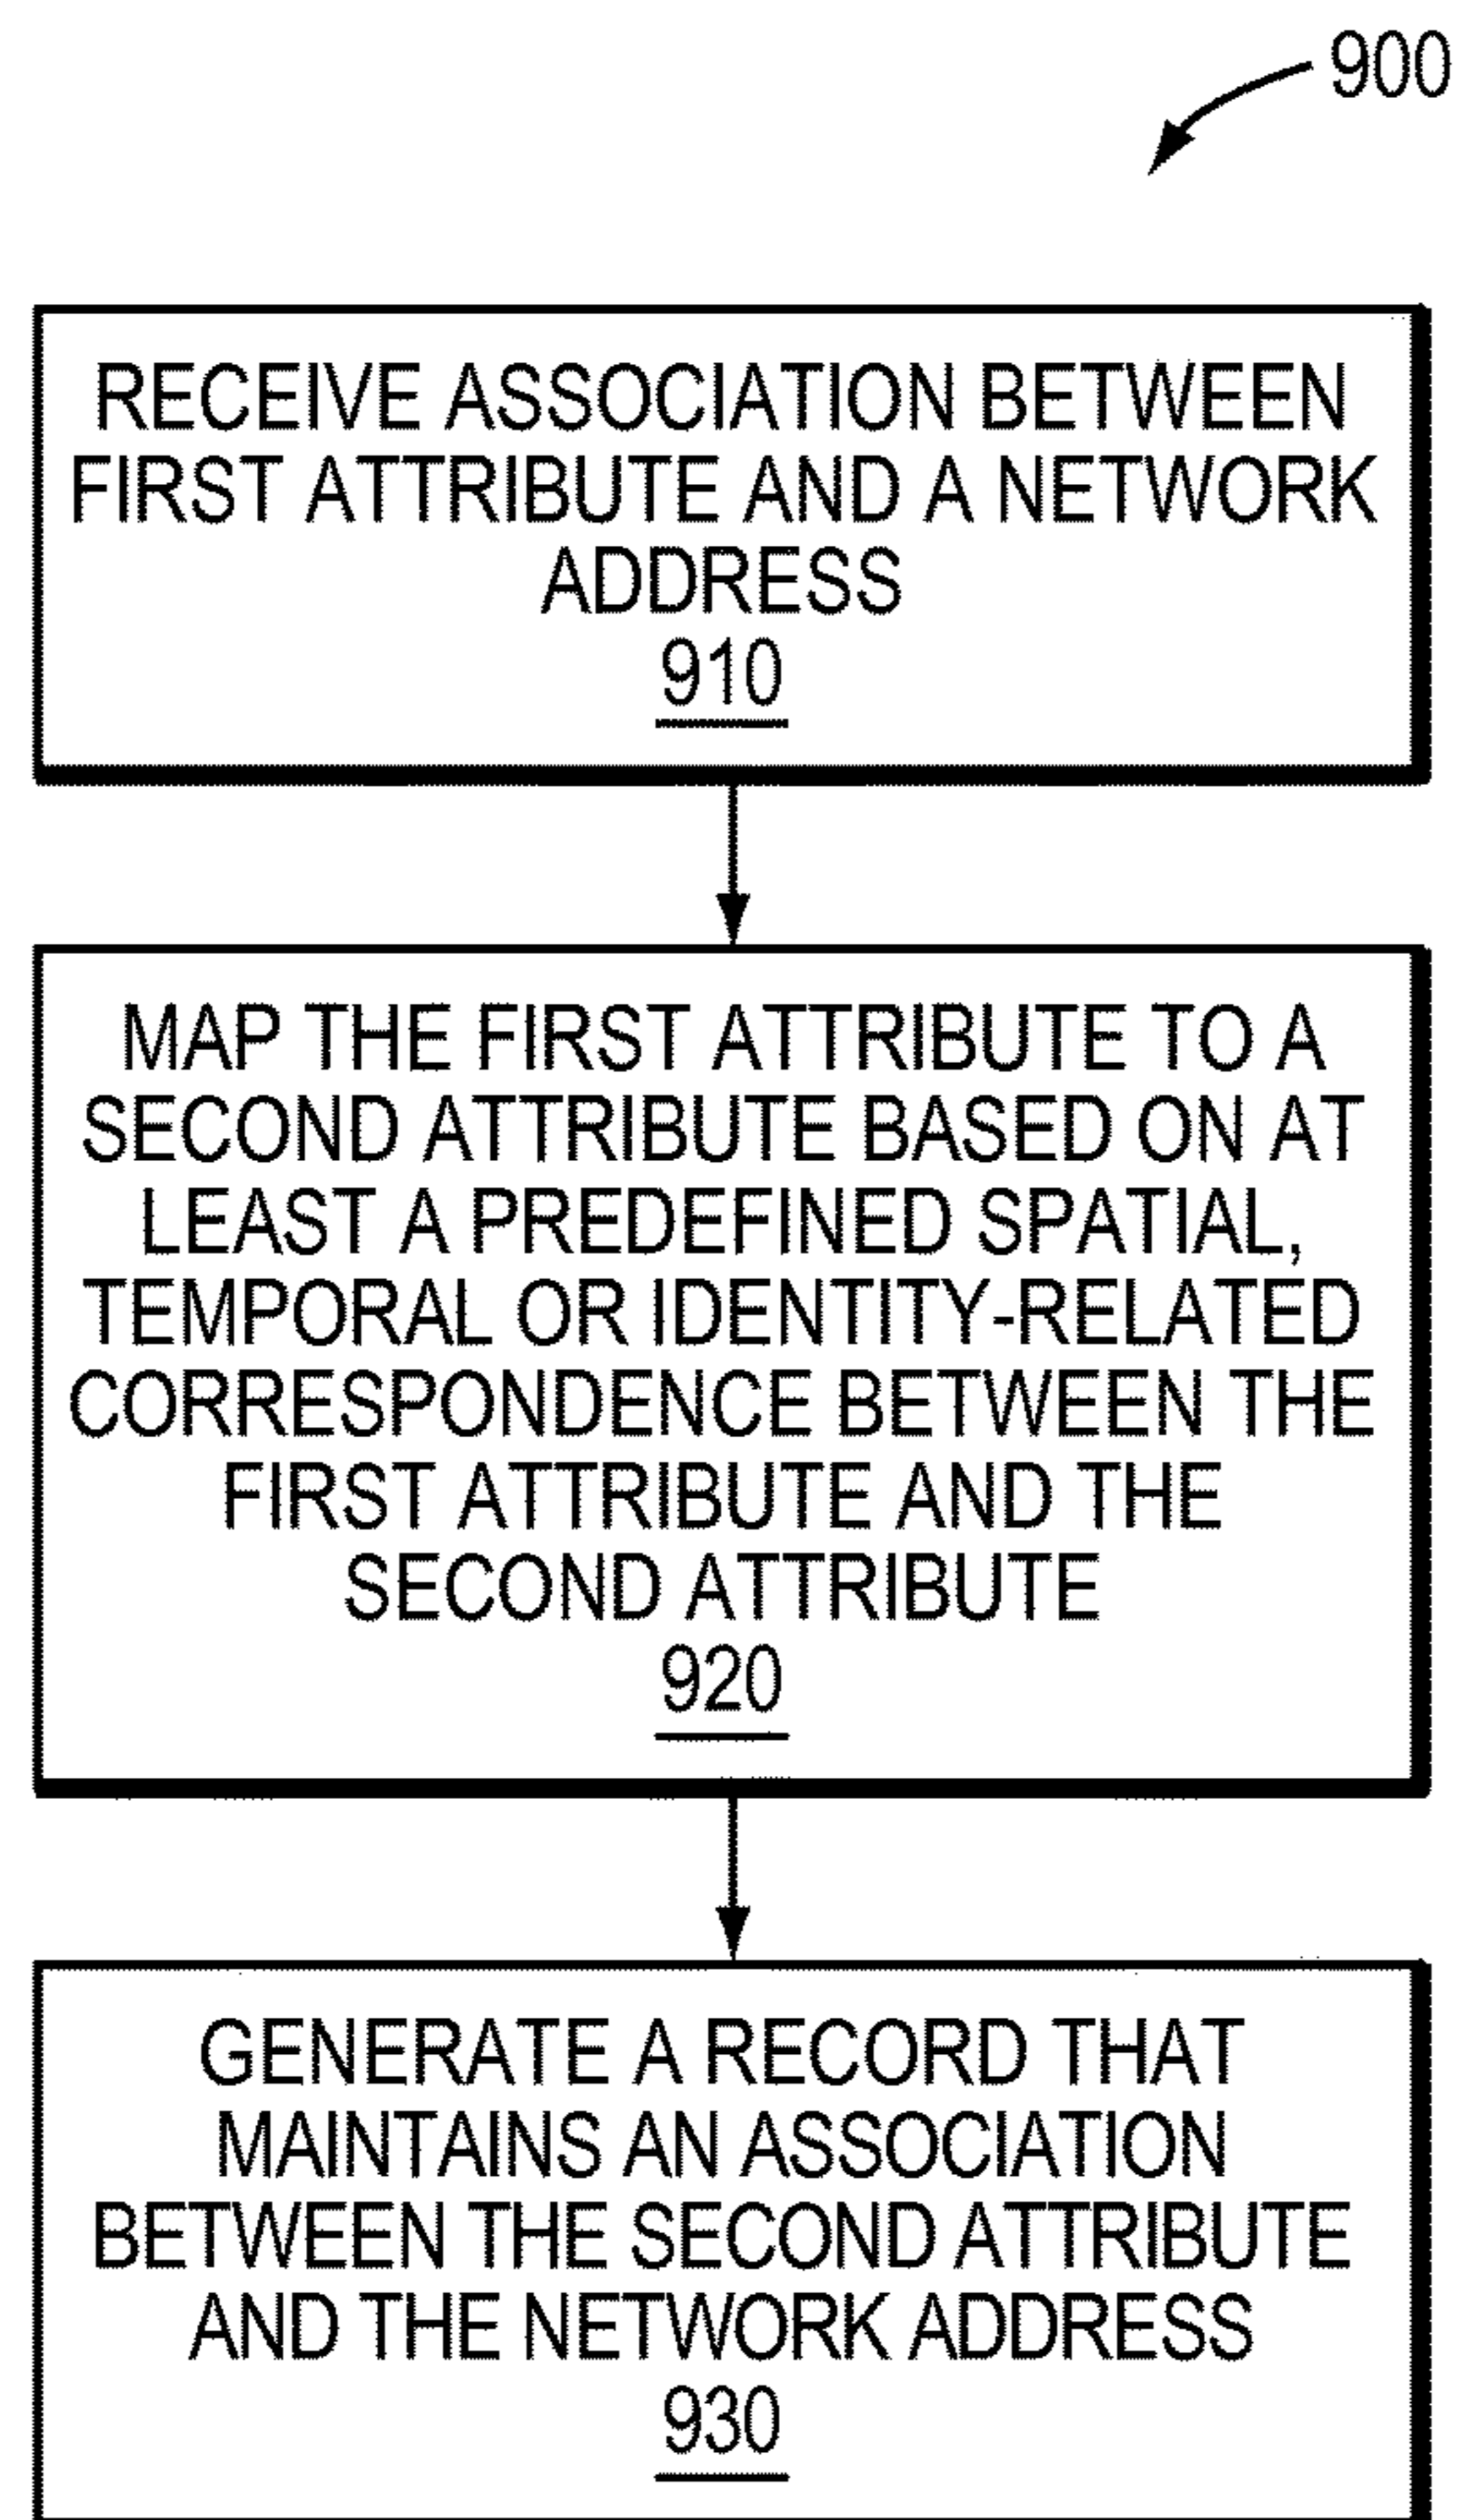 900
RECEIVE ASSOCIATION BETWEEN
FIRST ATTRIBUTE AND A NETWORK
ADDRESS
910
MAP THE FIRST ATTRIBUTE TO A
SECOND ATTRIBUTE BASED ON AT
LEAST A PREDEFINED SPATIAL,
TEMPORAL OR IDENTITY-RELATED
CORRESPONDENCE BETWEEN THE
FIRST ATTRIBUTE AND THE
SECOND ATTRIBUTE
920
GENERATE A RECORD THAT
MAINTAINS AN ASSOCIATION
BETWEEN THE SECOND ATTRIBUTE
AND THE NETWORK ADDRESS
930